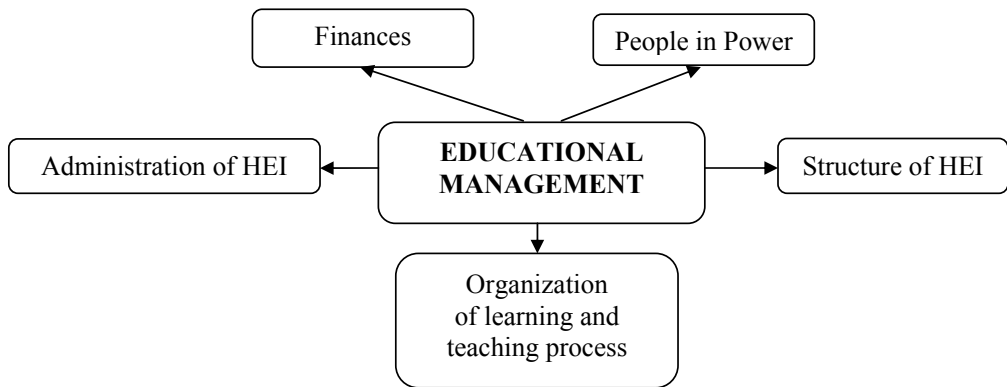 Finances
People in Power
Administration of HEI
EDUCATIONAL
MANAGEMENT
Structure of HEI
Organization
of learning and
teaching process